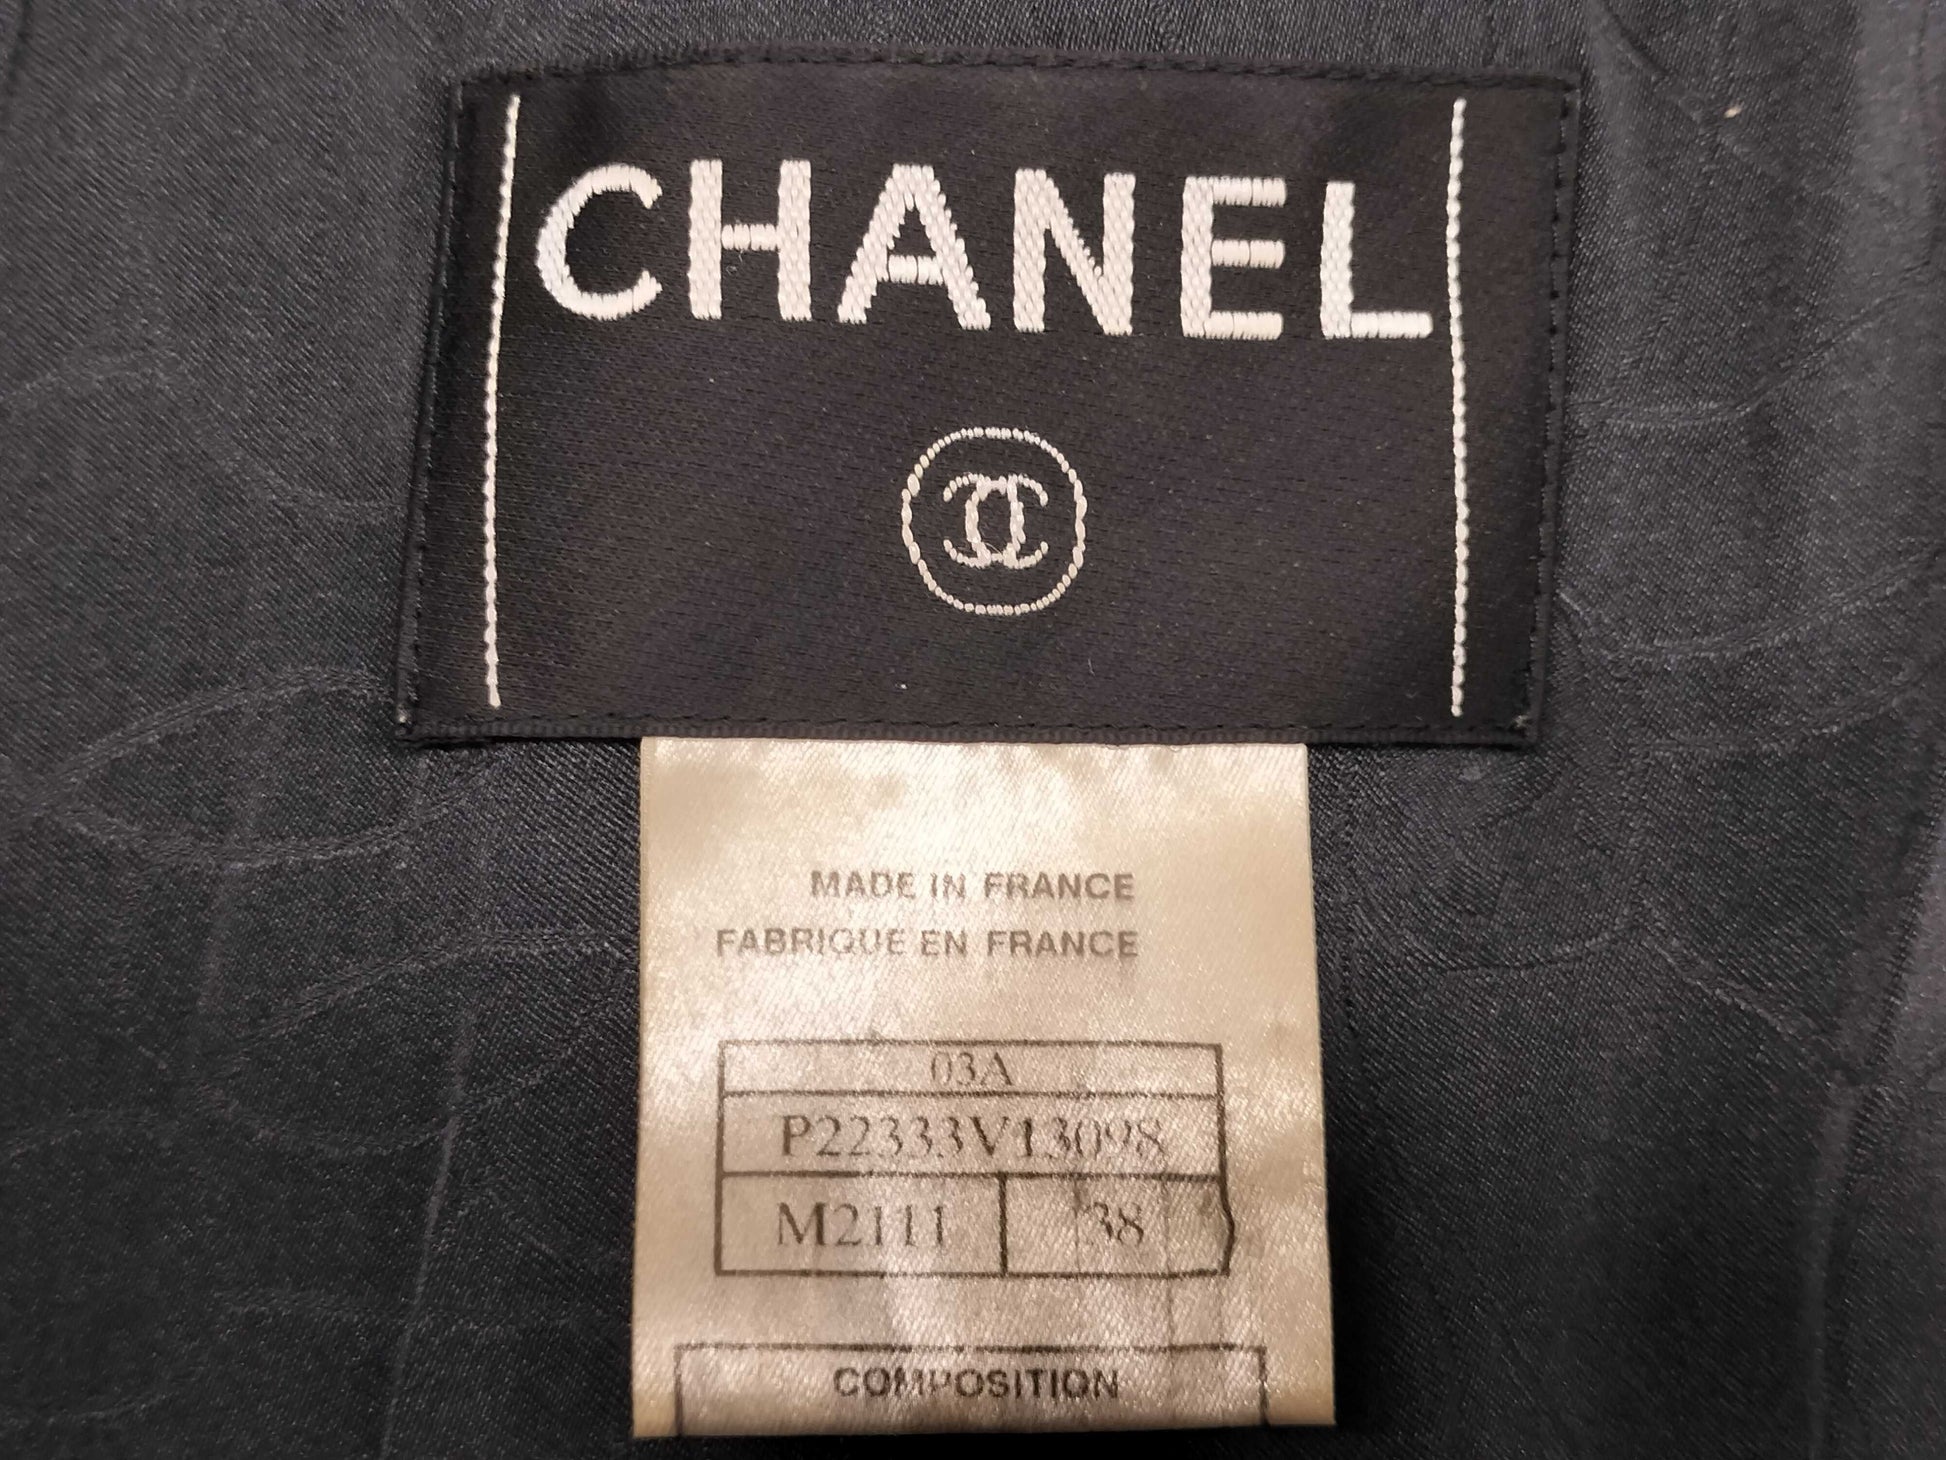 CHANEL
MADE IN FRANCE
FABRIQUE EN FRANCE
03A
P22333V13098
M2111 38
COMPOSITION